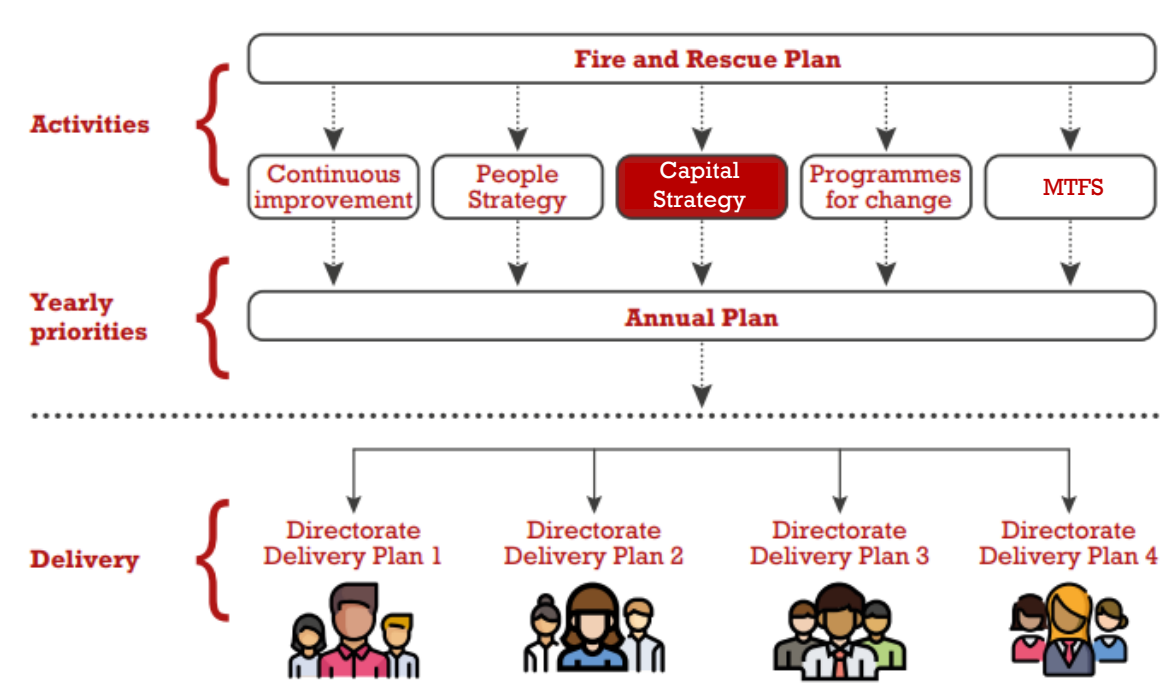 Fire and Rescue Plan
Activities
Continuous
improvement
People
Strategy
Capital
Strategy
Programmes
for change
MTFS
Yearly
priorities
Annual Plan
Delivery
Directorate
Delivery Plan 1
Directorate
Delivery Plan 2
Directorate
Delivery Plan 3
Directorate
Delivery Plan 4